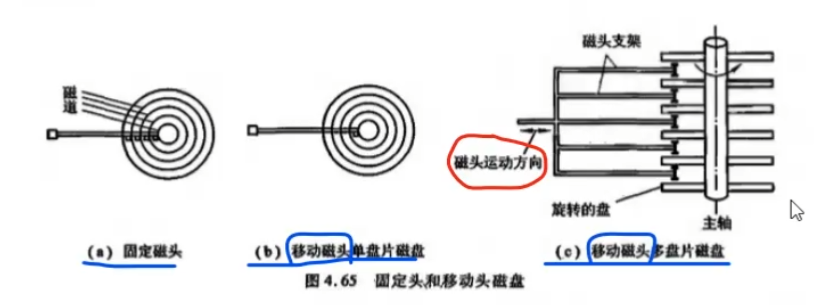 磁头支架
磁道
磁头运动方向
旋转的盘
主轴
(a) 固定磁头
(b) 移动磁头单盘片磁盘
(c) 移动磁头多盘片磁盘
图 4.65 固定头和移动头磁盘